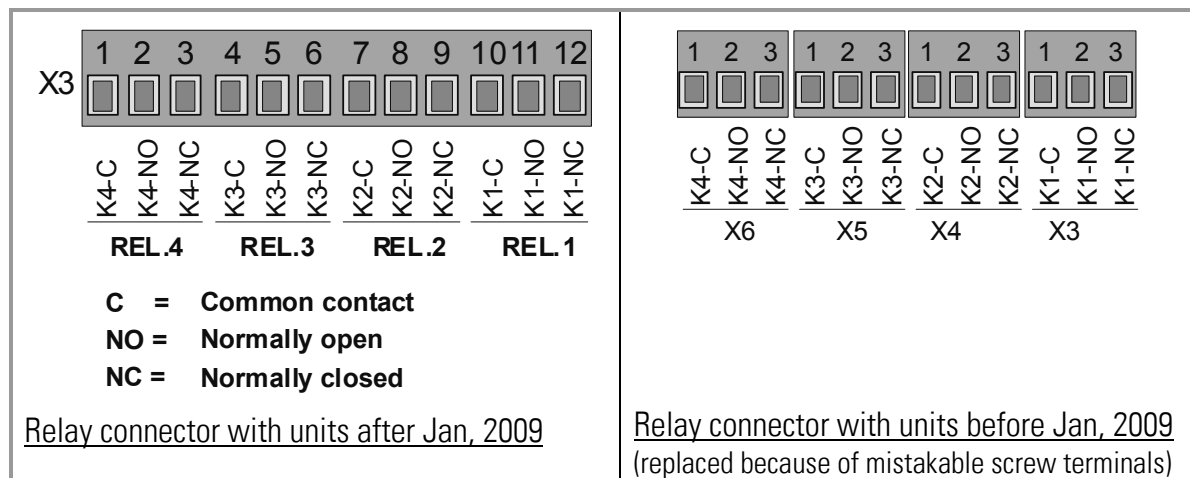 1 2 3 4 5 6 7 8 9 10 11 12
X3
K4-C K4-NO K4-NC K3-C K3-NO K3-NC K2-C K2-NO K2-NC K1-C K1-NO K1-NC
REL.4 REL.3 REL.2 REL.1
C = Common contact
NO = Normally open
NC = Normally closed
Relay connector with units after Jan, 2009
1 2 3 1 2 3 1 2 3 1 2 3
K4-C K4-NO K4-NC K3-C K3-NO K3-NC K2-C K2-NO K2-NC K1-C K1-NO K1-NC
X6 X5 X4 X3
Relay connector with units before Jan, 2009
(replaced because of mistakable screw terminals)